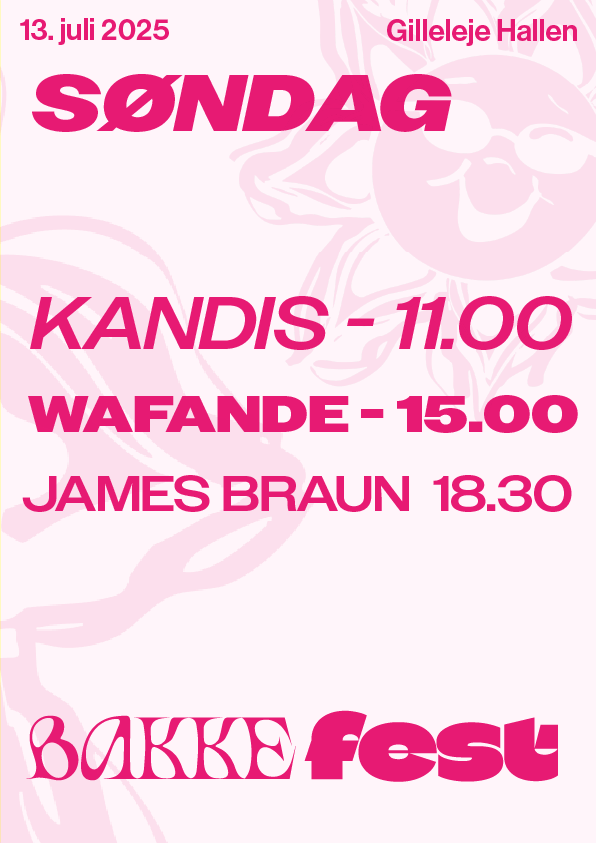 13. juli 2025
Gilleleje Hallen
SØNDAG
KANDIS - 11.00
WAFANDE - 15.00
JAMES BRAUN 18.30
BAKKE fest